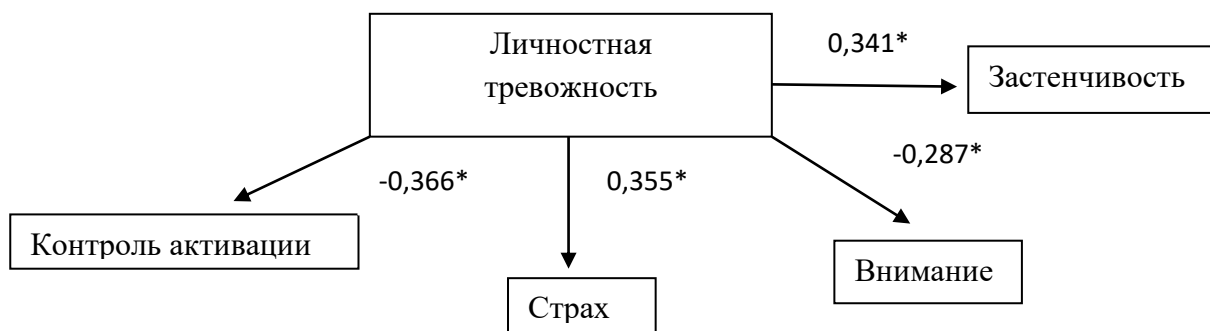 Личностная
тревожность
0,341*
Застенчивость
-0,366*
0,355*
-0,287*
Контроль активации
Страх
Внимание